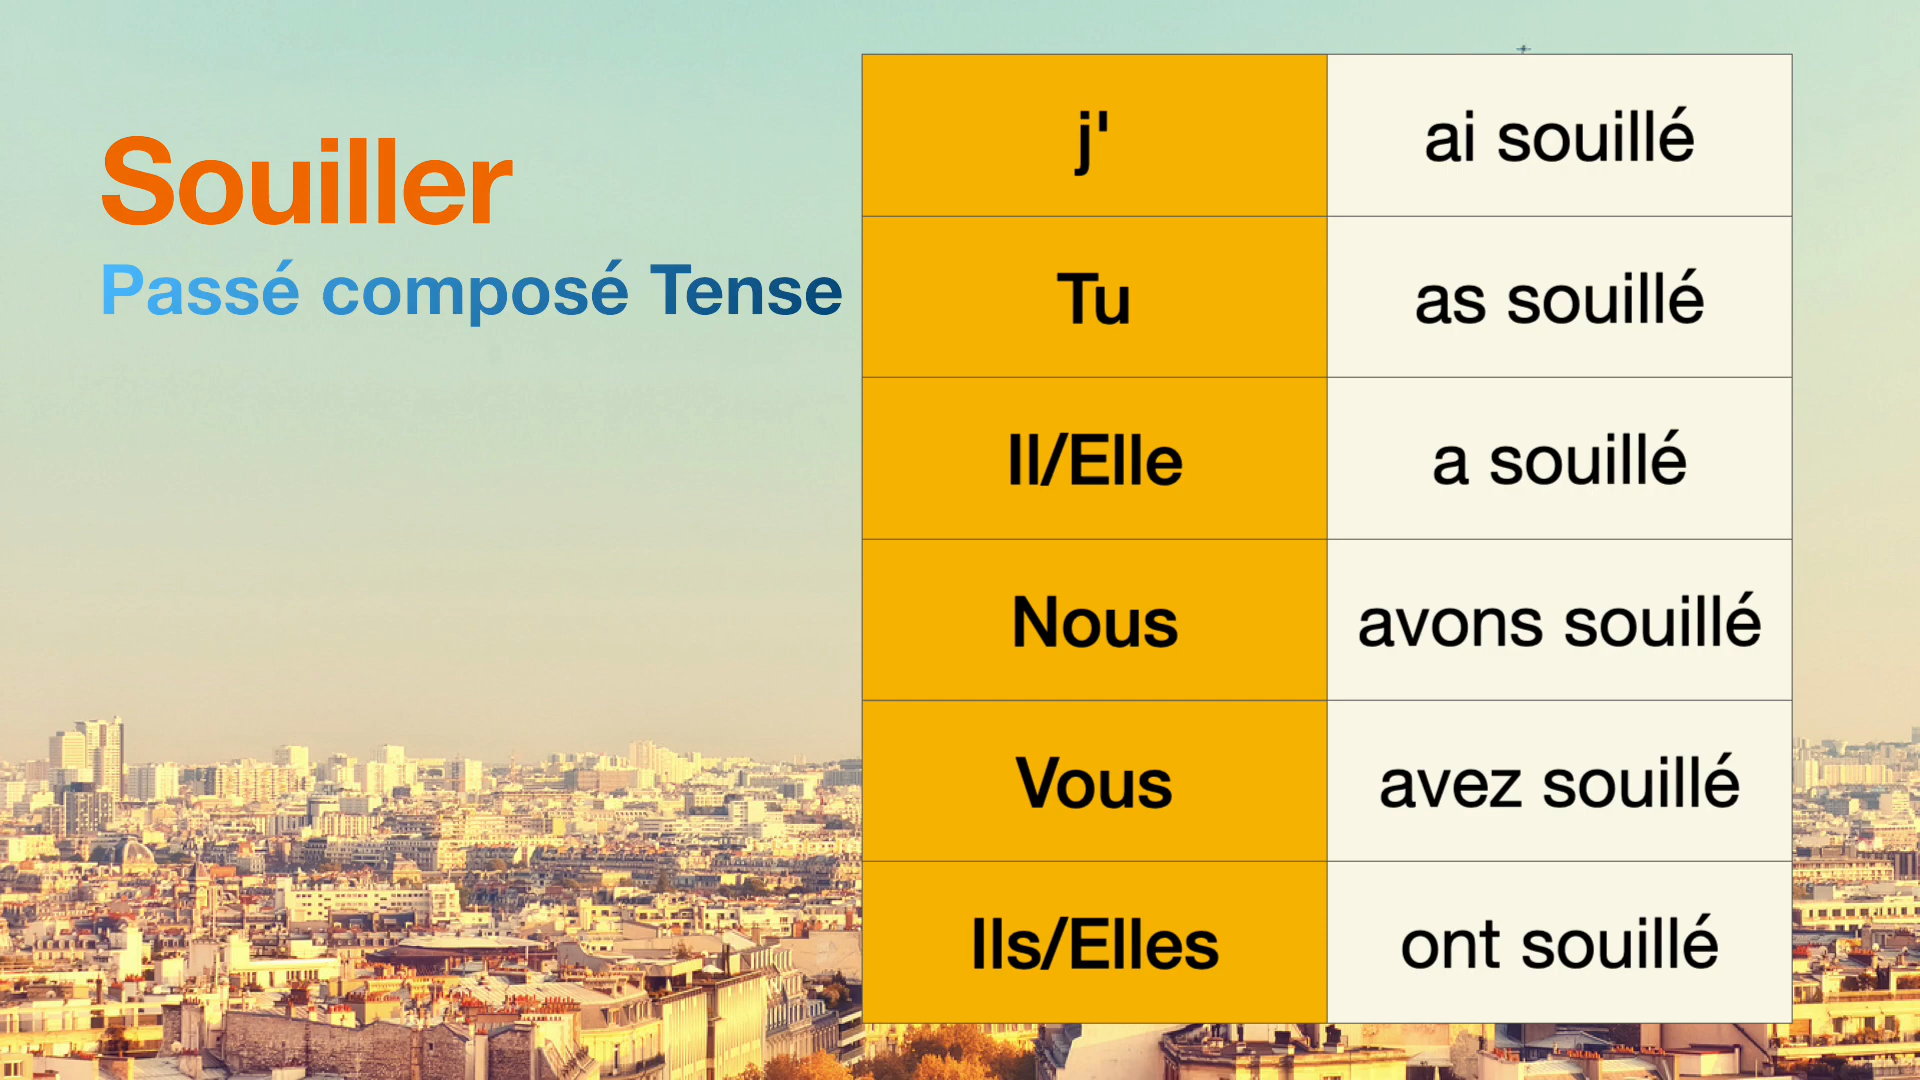 Souiller
Passé composé Tense
j' ai souillé
Tu as souillé
Il/Elle a souillé
Nous avons souillé
Vous avez souillé
Ils/Elles ont souillé